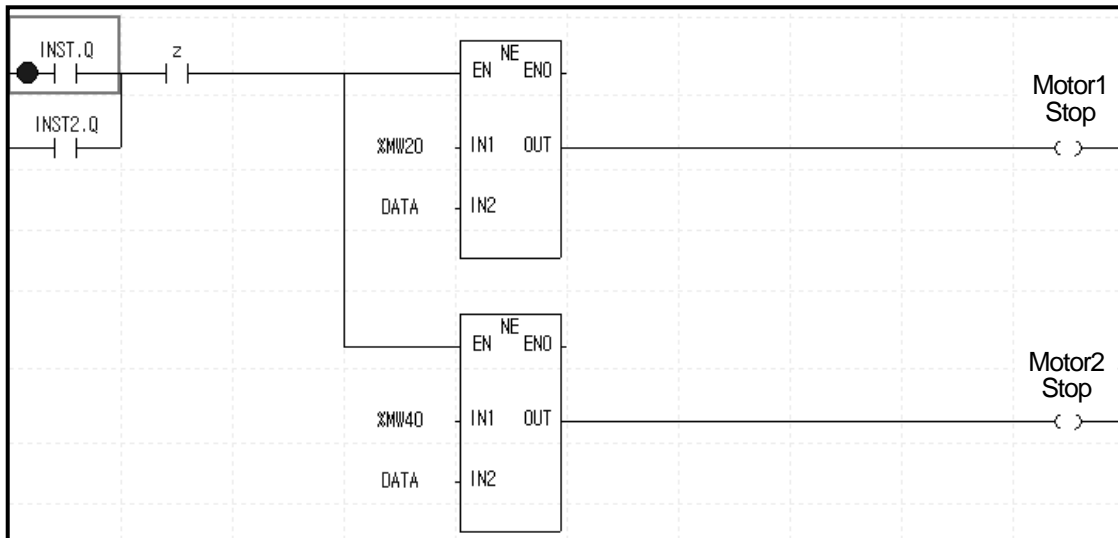 INST.Q
z
INST2.Q
NE
EN ENO
%MW20
IN1 OUT
DATA
IN2
Motor1
Stop
NE
EN ENO
%MW40
IN1 OUT
DATA
IN2
Motor2
Stop